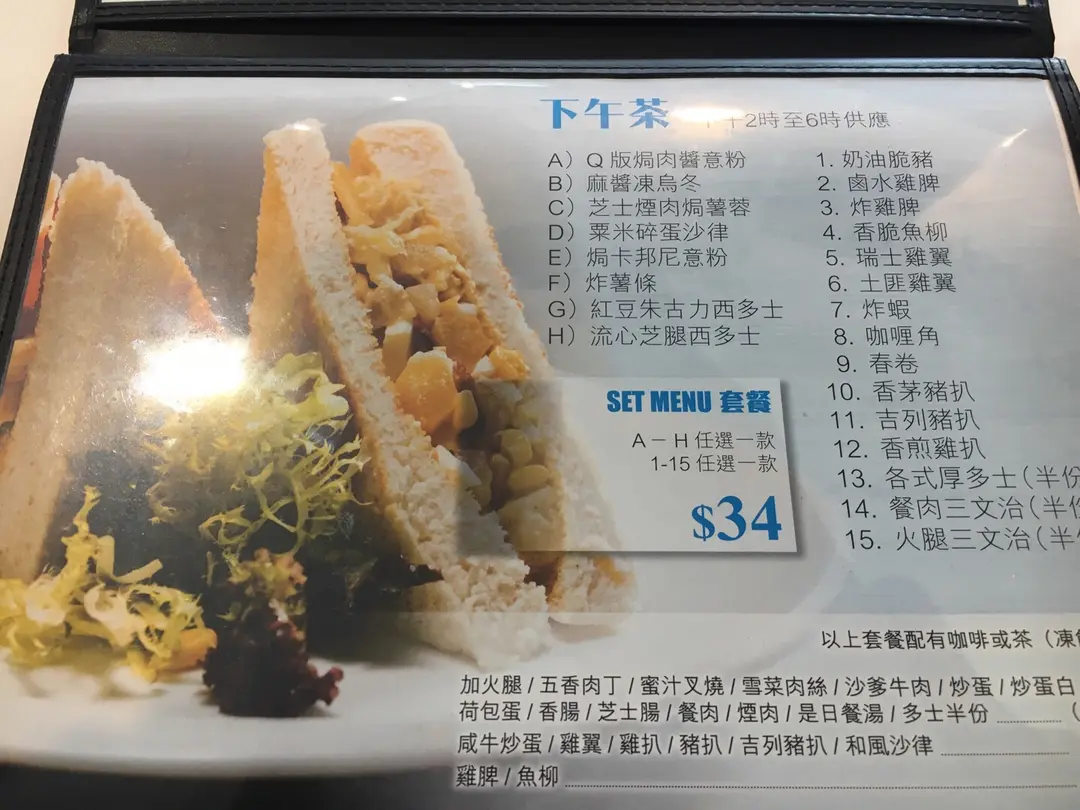 下午茶 2時至6時供應
A) Q 版焗肉醬意粉
B) 麻醬凍烏冬
C) 芝士煙肉焗薯蓉
D) 粟米碎蛋沙律
E) 焗卡邦尼意粉
F) 炸薯條
G) 紅豆朱古力西多士
H) 流心芝腿西多士
1. 奶油脆豬
2. 鹵水雞髀
3. 炸雞髀
4. 香脆魚柳
5. 瑞士雞翼
6. 土匪雞翼
7. 炸蝦
8. 咖喱角
9. 春卷
10. 香茅豬扒
11. 吉列豬扒
12. 香煎雞扒
13. 各式厚多士(半份
14. 餐肉三文治(半份
15. 火腿三文治(半
SET MENU 套餐
A – H 任選一款
1-15 任選一款
$34
以上套餐配有咖啡或茶 (凍
加火腿 / 五香肉丁 / 蜜汁叉燒 / 雪菜肉絲 / 沙爹牛肉 / 炒蛋 / 炒蛋白
荷包蛋 / 香腸 / 芝士腸 / 餐肉 / 煙肉 / 是日餐湯 / 多士半份 (
咸牛炒蛋 / 雞翼 / 雞扒 / 豬扒 / 吉列豬扒 / 和風沙律
雞髀 / 魚柳